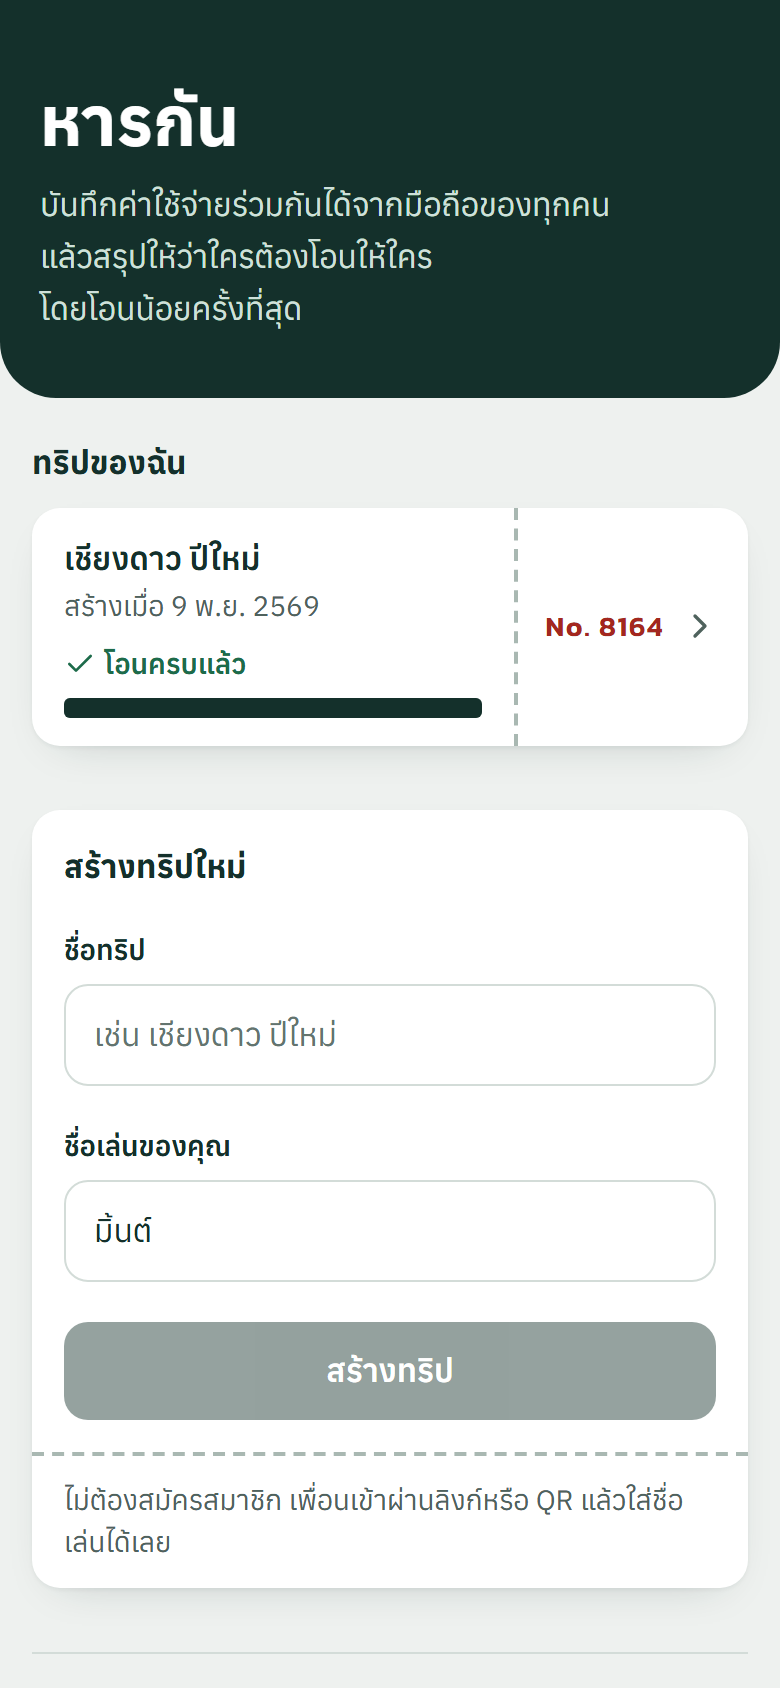 หารกัน
บันทึกค่าใช้จ่ายร่วมกันได้จากมือถือของทุกคน
แล้วสรุปให้ว่าใครต้องโอนให้ใคร
โดยโอนน้อยครั้งที่สุด
ทริปของฉัน
เชียงดาว ปีใหม่
สร้างเมื่อ 9 พ.ย. 2569
โอนครบแล้ว
No. 8164
สร้างทริปใหม่
ชื่อทริป
เช่น เชียงดาว ปีใหม่
ชื่อเล่นของคุณ
มิ้นต์
สร้างทริป
ไม่ต้องสมัครสมาชิก เพื่อนเข้าผ่านลิงก์หรือ QR แล้วใส่ชื่อ
เล่นได้เลย